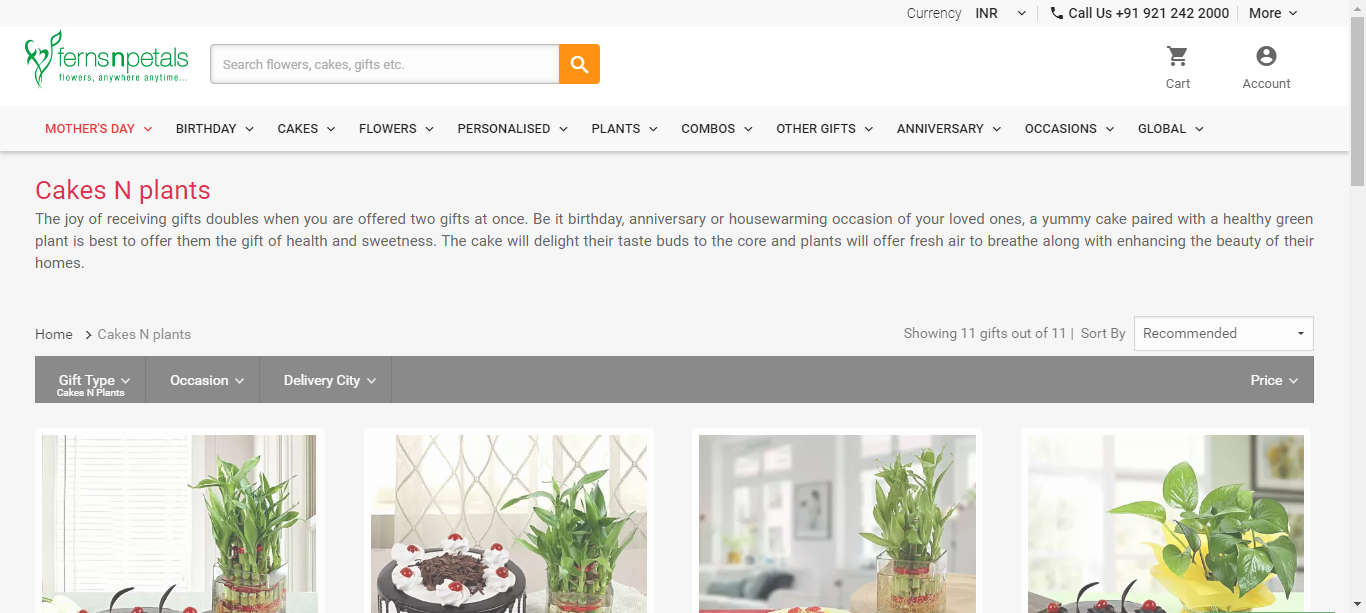 Currency INR Call Us +91 921 242 2000 More
fernsnpetals
flowers, anywhere anytime...
Search flowers, cakes, gifts etc.
Cart Account
MOTHER'S DAY BIRTHDAY CAKES FLOWERS PERSONALISED PLANTS COMBOS OTHER GIFTS ANNIVERSARY OCCASIONS GLOBAL
Cakes N plants
The joy of receiving gifts doubles when you are offered two gifts at once. Be it birthday, anniversary or housewarming occasion of your loved ones, a yummy cake paired with a healthy green
plant is best to offer them the gift of health and sweetness. The cake will delight their taste buds to the core and plants will offer fresh air to breathe along with enhancing the beauty of their
homes.
Home > Cakes N plants Showing 11 gifts out of 11 | Sort By Recommended
Gift Type Occasion Delivery City Price
Cakes N Plants